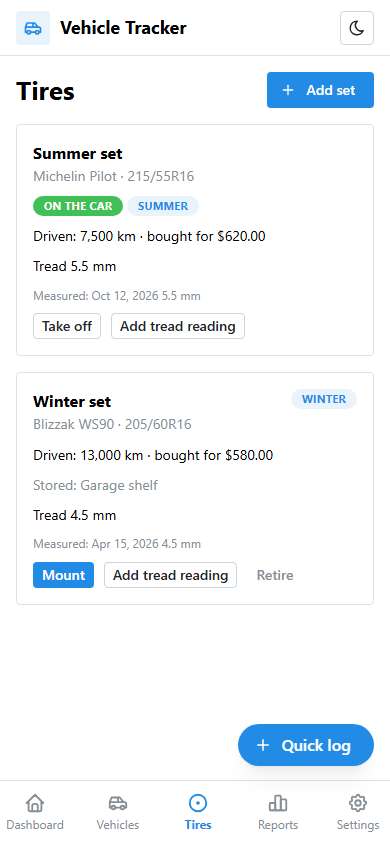 Vehicle Tracker
Tires
Add set
Summer set
Michelin Pilot · 215/55R16
ON THE CAR SUMMER
Driven: 7,500 km · bought for $620.00
Tread 5.5 mm
Measured: Oct 12, 2026 5.5 mm
Take off Add tread reading
Winter set WINTER
Blizzak WS90 · 205/60R16
Driven: 13,000 km · bought for $580.00
Stored: Garage shelf
Tread 4.5 mm
Measured: Apr 15, 2026 4.5 mm
Mount Add tread reading Retire
Quick log
Dashboard Vehicles Tires Reports Settings